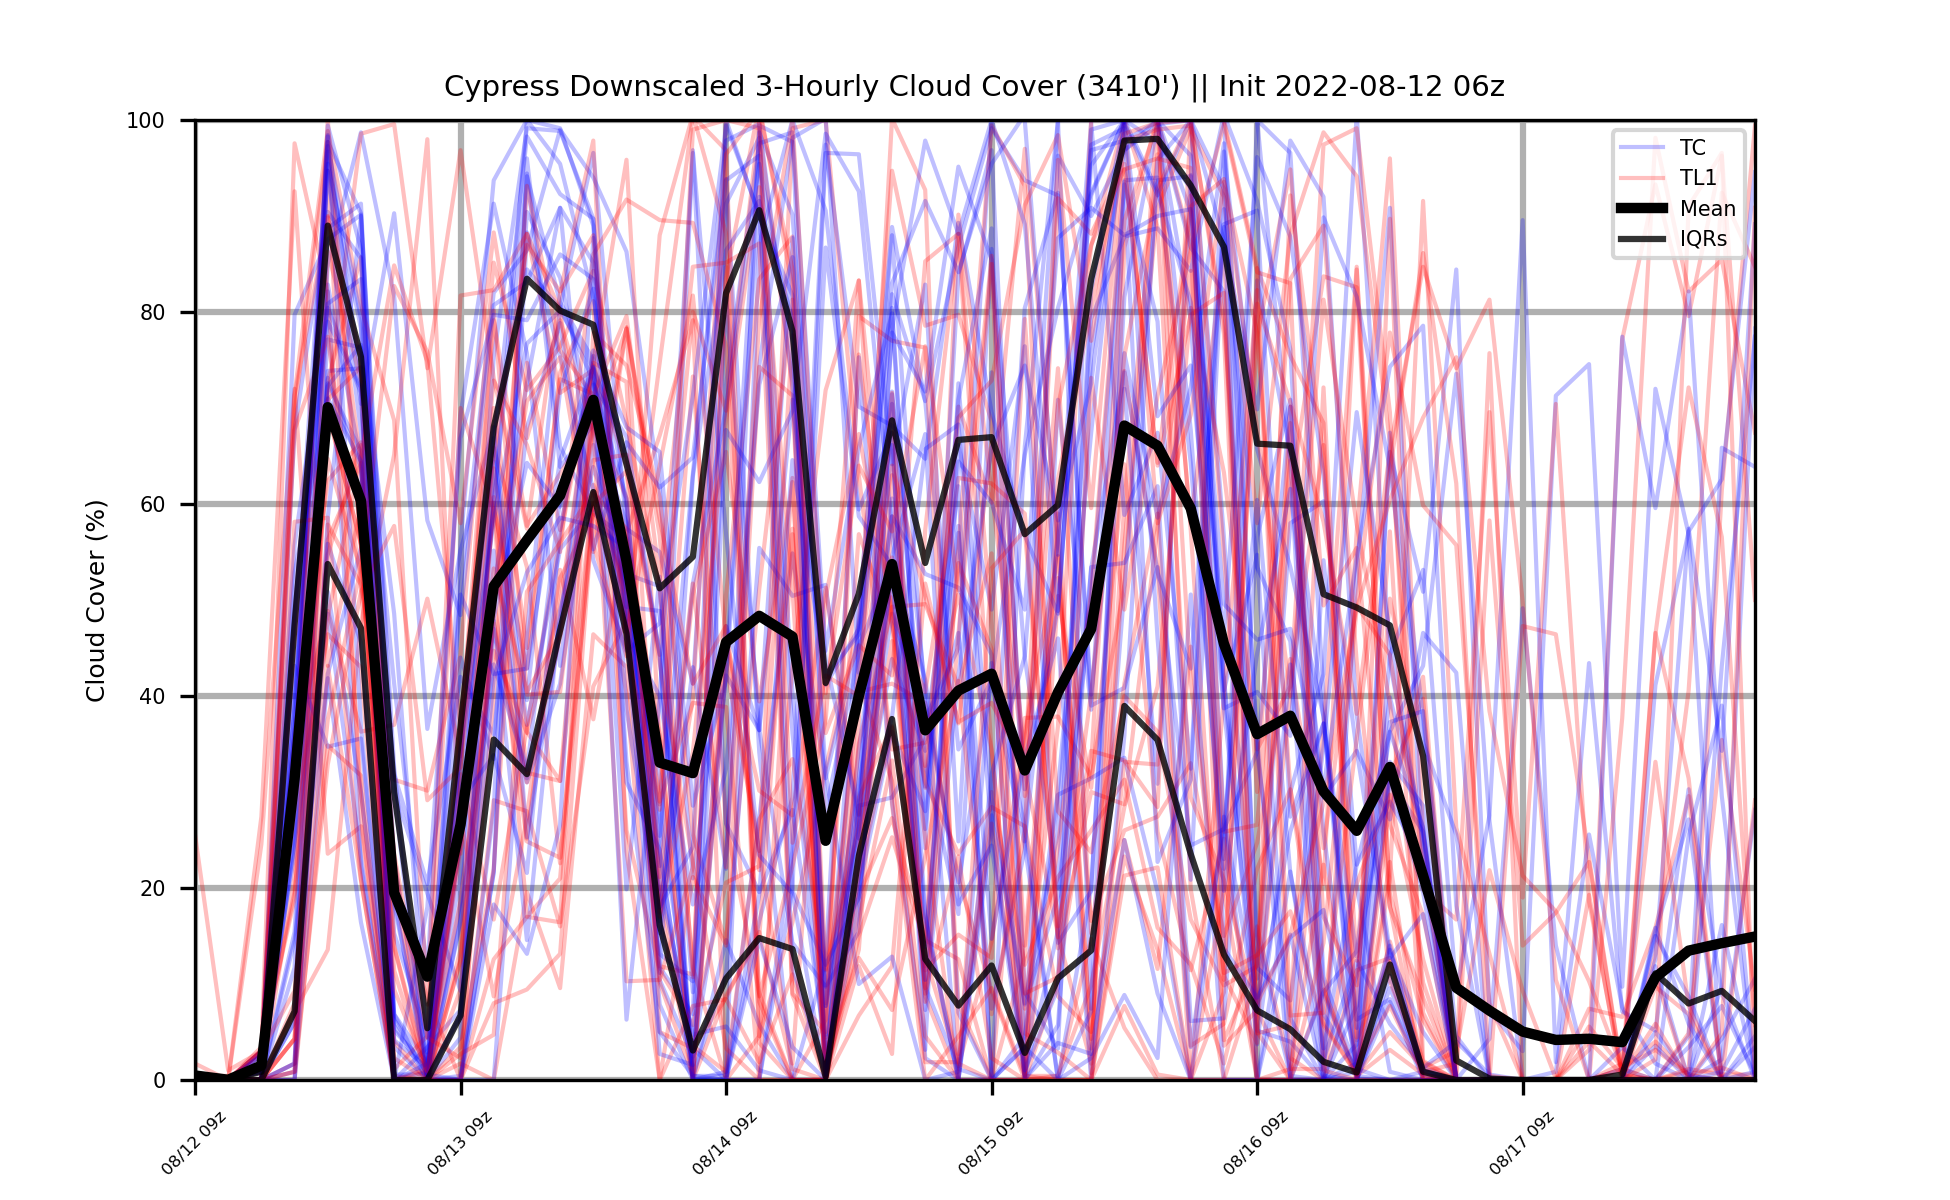 Cypress Downscaled 3-Hourly Cloud Cover (3410') || Init 2022-08-12 06z
100
80
60
40
20
0
Cloud Cover (%)
TC
TL1
Mean
IQRs
08/12 09z
08/13 09z
08/14 09z
08/15 09z
08/16 09z
08/17 09z